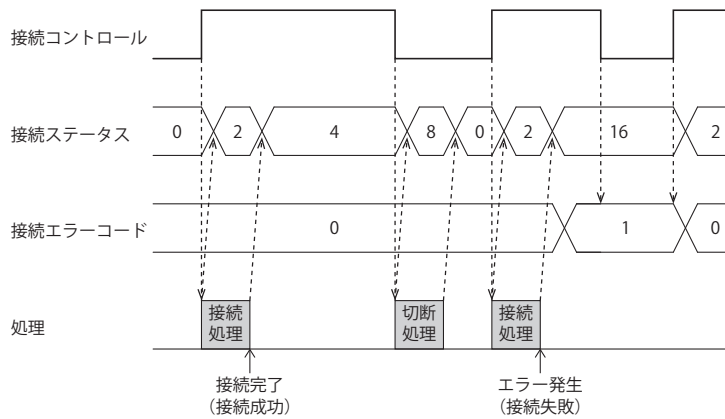 接続コントロール
接続ステータス
0 2 4 8 0 2 16 2
接続エラーコード
0 1 0
処理
接続
処理
切断
処理
接続
処理
接続完了
（接続成功）
エラー発生
（接続失敗）